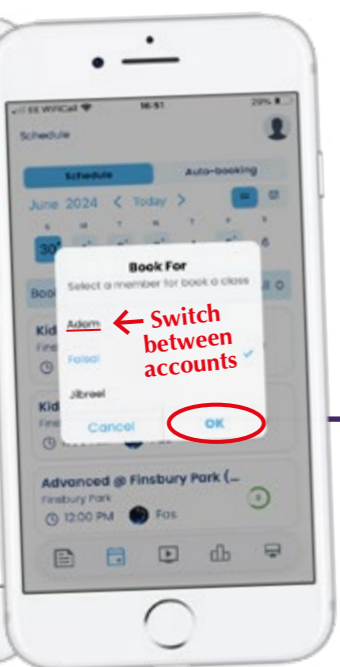 EE WiFiCall 16:51 29%
Schedule
Schedule Auto-booking
June 2024 < Today >
S M T W T F S
30
6
Book For
Select a member for book a class
Adam
← Switch
between
accounts
Faisal
Jibreel
Cancel OK
Kid
Kid
Advanced @ Finsbury Park (...
Finsbury Park
12:00 PM Fas